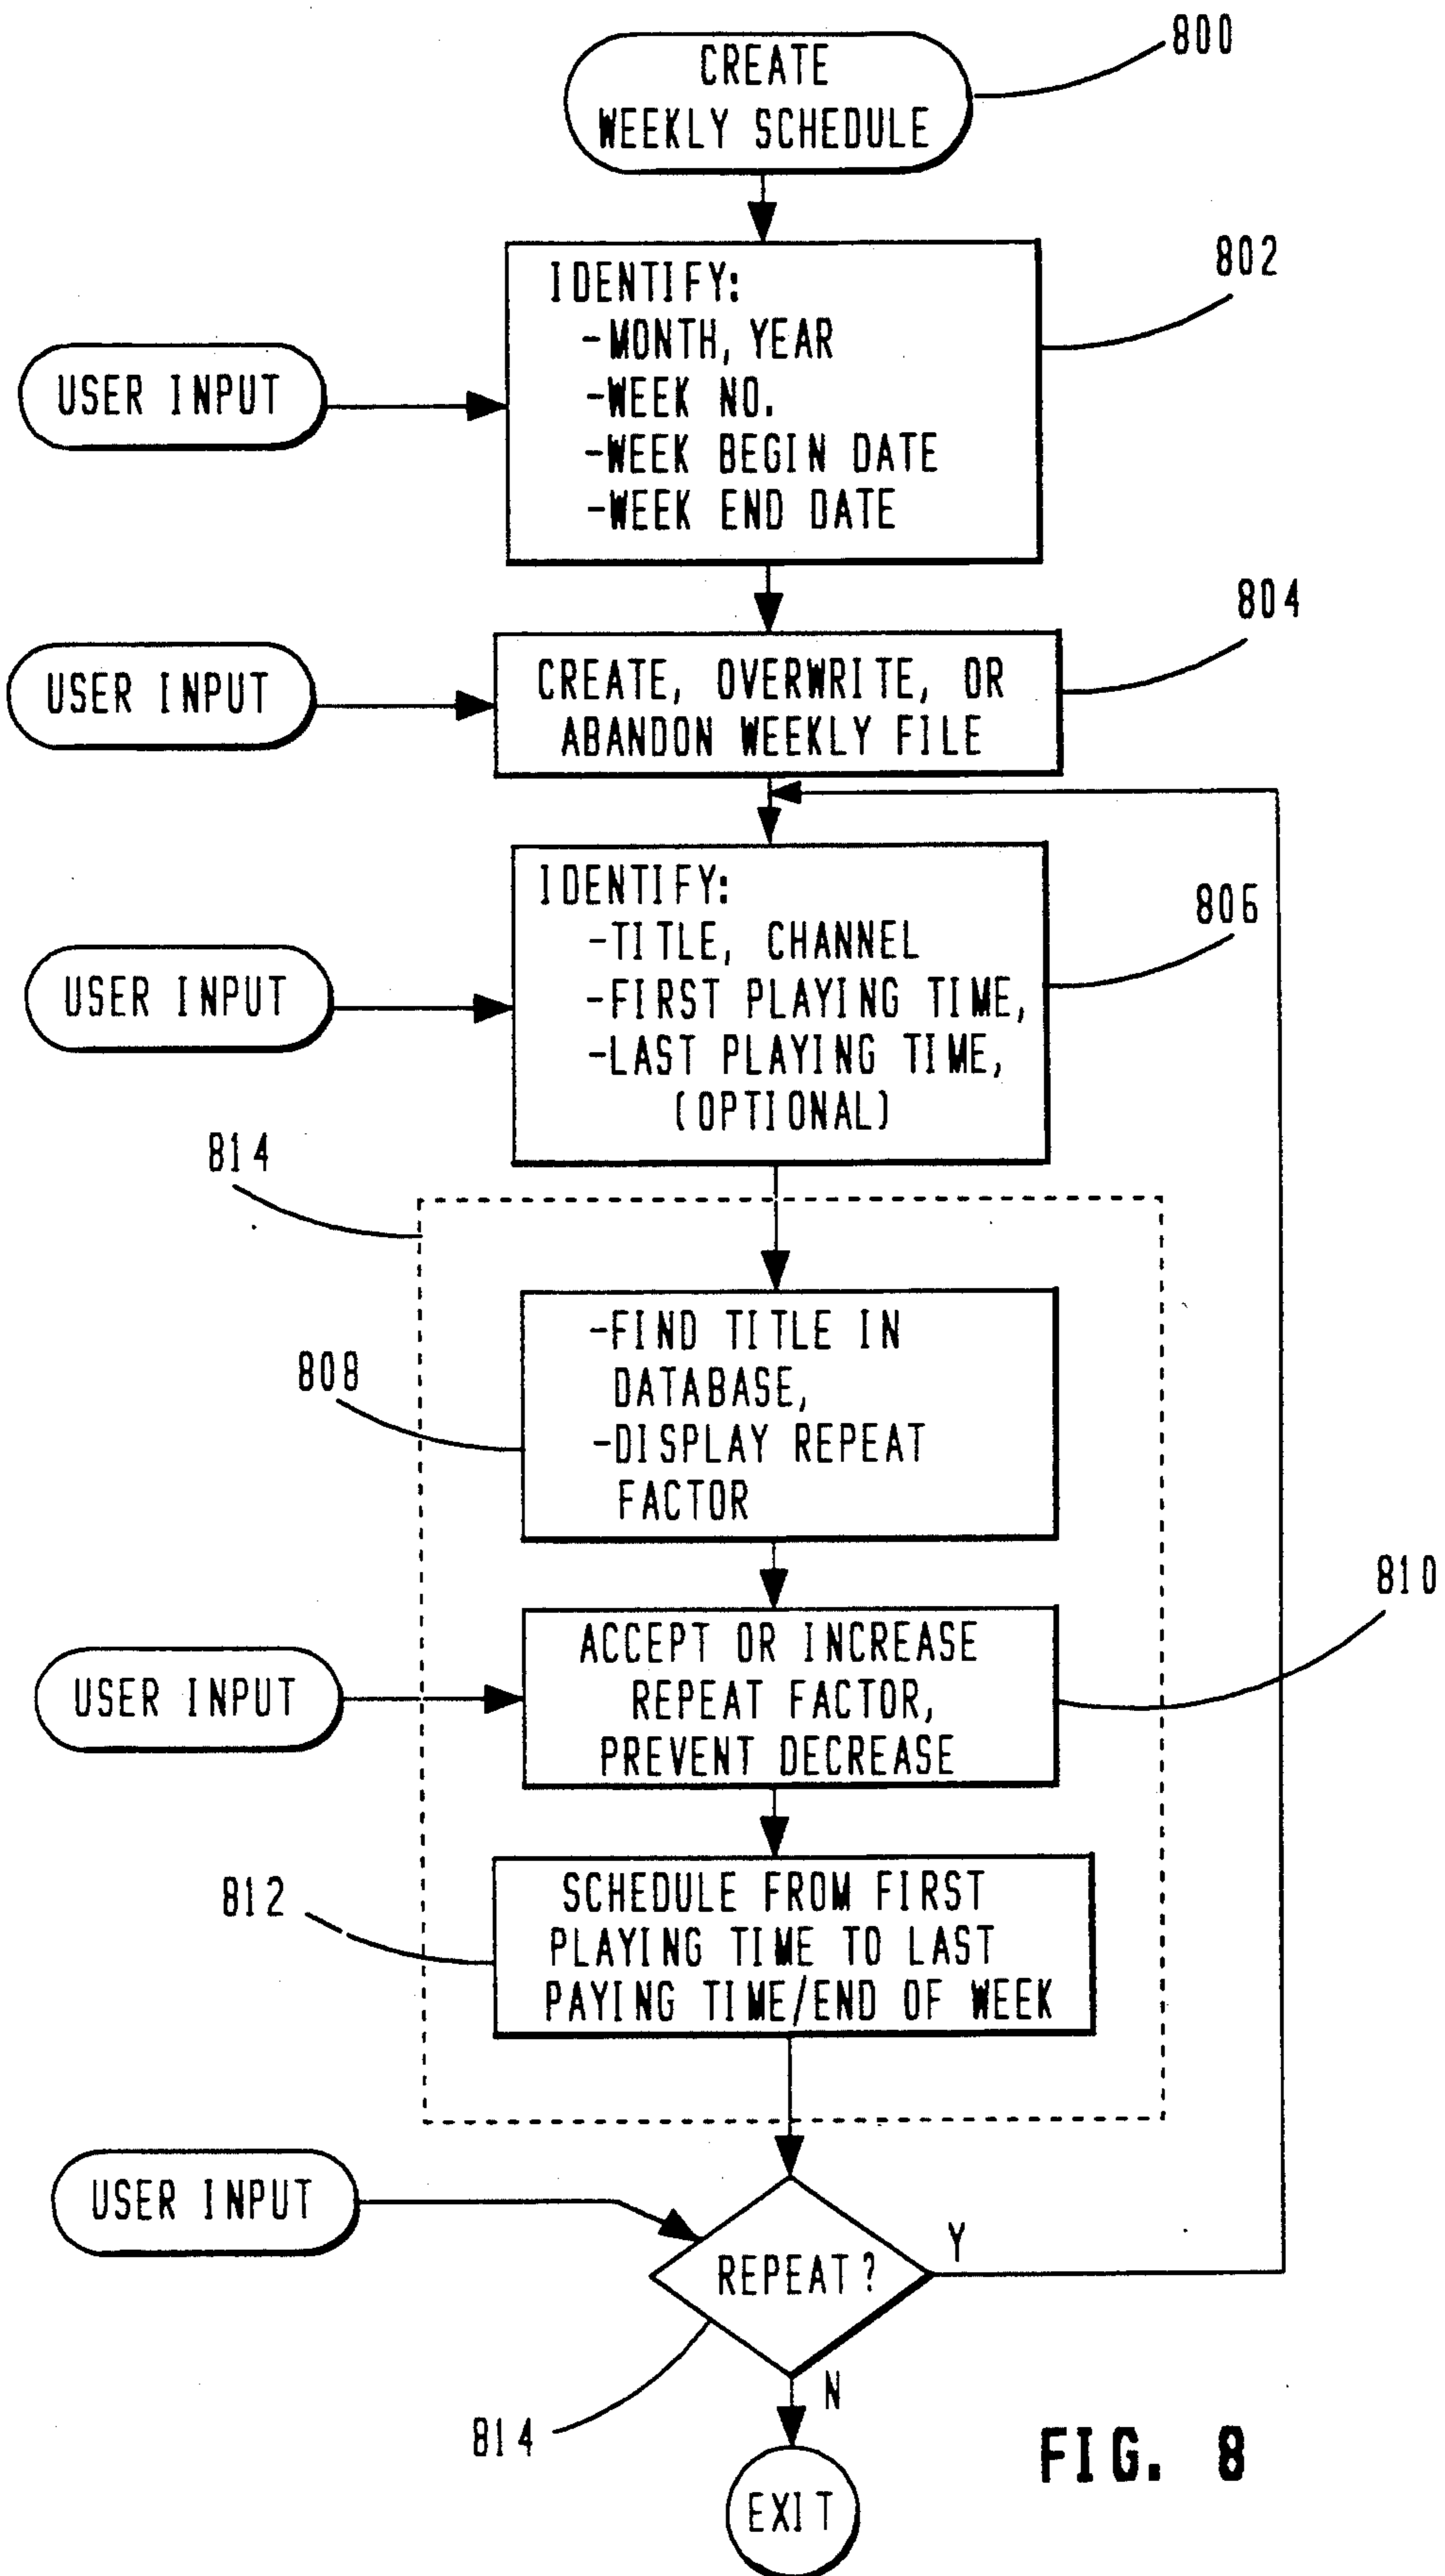 800
CREATE
WEEKLY SCHEDULE
802
IDENTIFY:
-MONTH, YEAR
-WEEK NO.
-WEEK BEGIN DATE
-WEEK END DATE
USER INPUT
804
CREATE, OVERWRITE, OR
ABANDON WEEKLY FILE
USER INPUT
806
IDENTIFY:
-TITLE, CHANNEL
-FIRST PLAYING TIME,
-LAST PLAYING TIME,
(OPTIONAL)
USER INPUT
814
808
-FIND TITLE IN
DATABASE,
-DISPLAY REPEAT
FACTOR
810
ACCEPT OR INCREASE
REPEAT FACTOR,
PREVENT DECREASE
USER INPUT
812
SCHEDULE FROM FIRST
PLAYING TIME TO LAST
PAYING TIME/END OF WEEK
USER INPUT
REPEAT?
Y
N
814
EXIT
FIG. 8